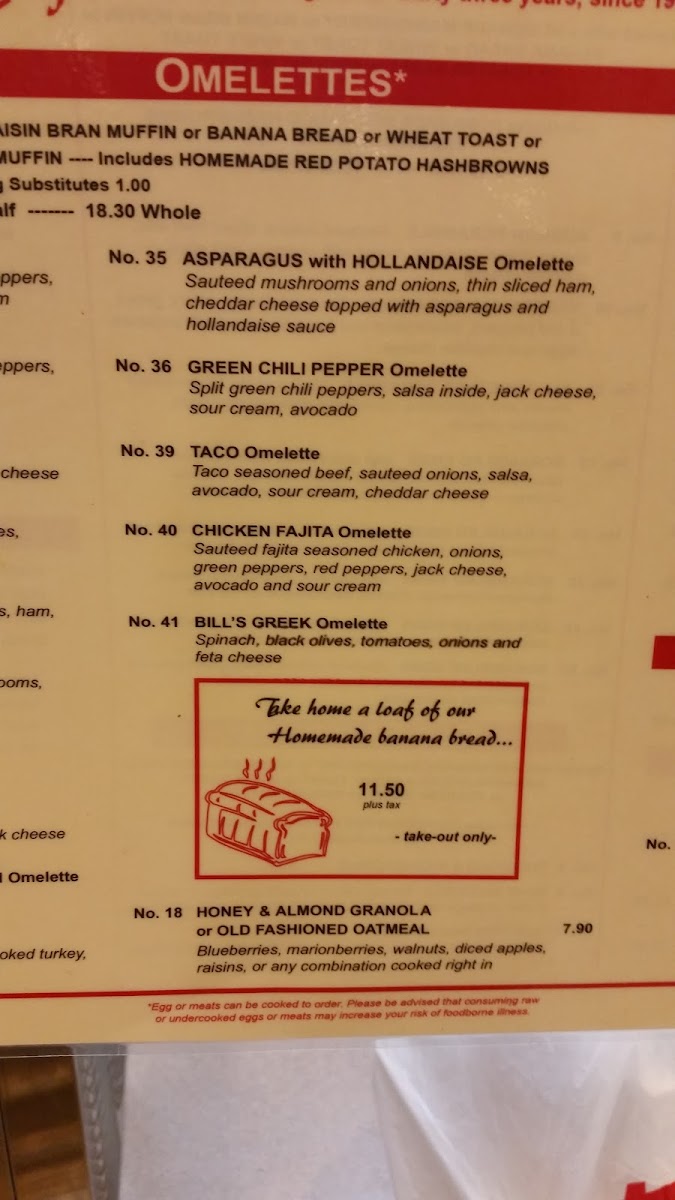 years, since 19
OMELETTES*
AISIN BRAN MUFFIN or BANANA BREAD or WHEAT TOAST or
MUFFIN ---- Includes HOMEMADE RED POTATO HASHBROWNS
g Substitutes 1.00
alf ------- 18.30 Whole
No. 35 ASPARAGUS with HOLLANDAISE Omelette
Sauteed mushrooms and onions, thin sliced ham,
cheddar cheese topped with asparagus and
hollandaise sauce
No. 36 GREEN CHILI PEPPER Omelette
Split green chili peppers, salsa inside, jack cheese,
sour cream, avocado
No. 39 TACO Omelette
Taco seasoned beef, sauteed onions, salsa,
avocado, sour cream, cheddar cheese
No. 40 CHICKEN FAJITA Omelette
Sauteed fajita seasoned chicken, onions,
green peppers, red peppers, jack cheese,
avocado and sour cream
No. 41 BILL'S GREEK Omelette
Spinach, black olives, tomatoes, onions and
feta cheese
Take home a loaf of our
Homemade banana bread...
11.50
plus tax
- take-out only-
No. 18 HONEY & ALMOND GRANOLA
or OLD FASHIONED OATMEAL 7.90
Blueberries, marionberries, walnuts, diced apples,
raisins, or any combination cooked right in
*Egg or meats can be cooked to order. Please be advised that consuming raw
or undercooked eggs or meats may increase your risk of foodborne illness.
ppers,
m
eppers,
cheese
es,
s, ham,
ooms,
k cheese
Omelette
oked turkey,
No.